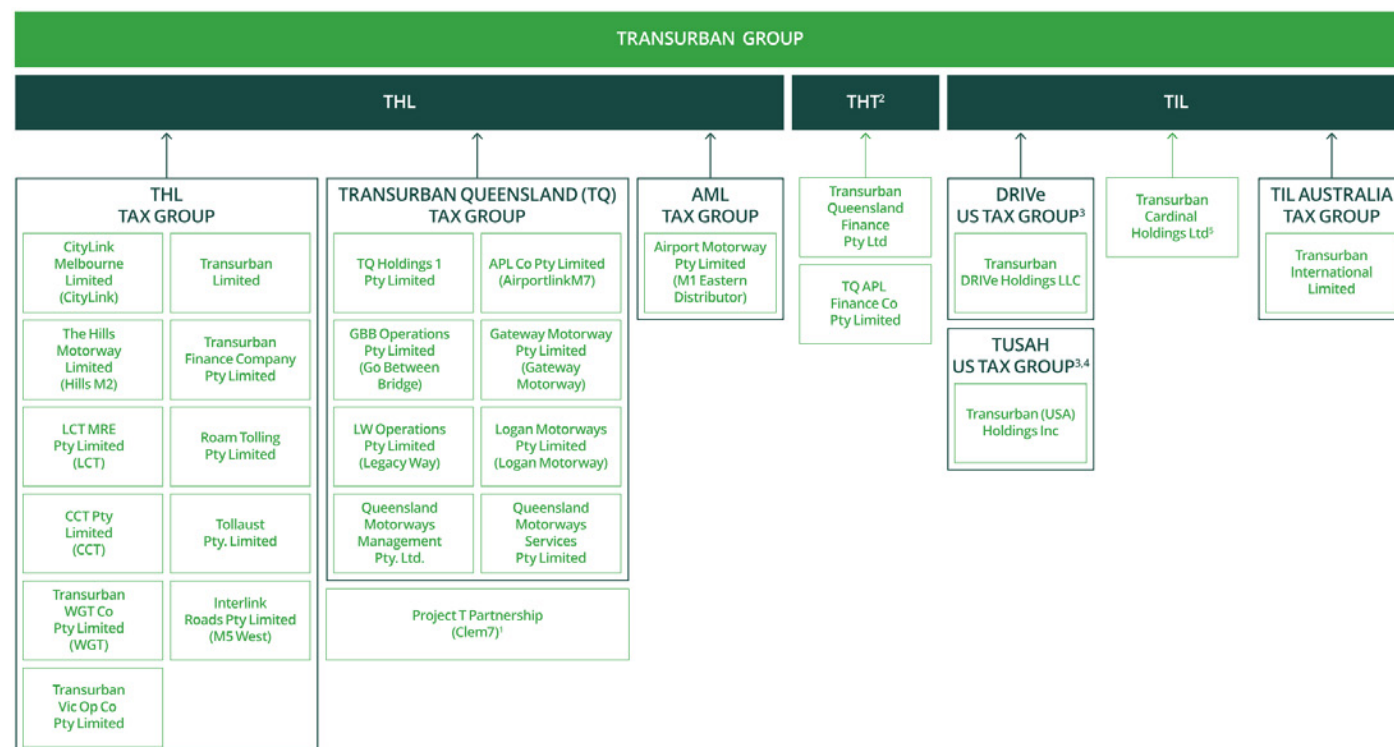 TRANSURBAN GROUP
THL
THT²
TIL
THL
TAX GROUP
CityLink
Melbourne
Limited
(CityLink)
Transurban
Limited
The Hills
Motorway
Limited
(Hills M2)
Transurban
Finance Company
Pty Limited
LCT MRE
Pty Limited
(LCT)
Roam Tolling
Pty Limited
CCT Pty
Limited
(CCT)
Tollaust
Pty. Limited
Transurban
WGT Co
Pty Limited
(WGT)
Interlink
Roads Pty Limited
(M5 West)
Transurban
Vic Op Co
Pty Limited
TRANSURBAN QUEENSLAND (TQ)
TAX GROUP
TQ Holdings 1
Pty Limited
APL Co Pty Limited
(AirportlinkM7)
GBB Operations
Pty Limited
(Go Between
Bridge)
Gateway Motorway
Pty Limited
(Gateway
Motorway)
LW Operations
Pty Limited
(Legacy Way)
Logan Motorways
Pty Limited
(Logan Motorway)
Queensland
Motorways
Management
Pty. Ltd.
Queensland
Motorways
Services
Pty Limited
Project T Partnership
(Clem7)¹
AML
TAX GROUP
Airport Motorway
Pty Limited
(M1 Eastern
Distributor)
Transurban
Queensland
Finance
Pty Ltd
TQ APL
Finance Co
Pty Limited
DRIVe
US TAX GROUP³
Transurban
DRIVe Holdings LLC
TUSAH
US TAX GROUP³,⁴
Transurban (USA)
Holdings Inc
Transurban
Cardinal
Holdings Ltd⁵
TIL AUSTRALIA
TAX GROUP
Transurban
International
Limited